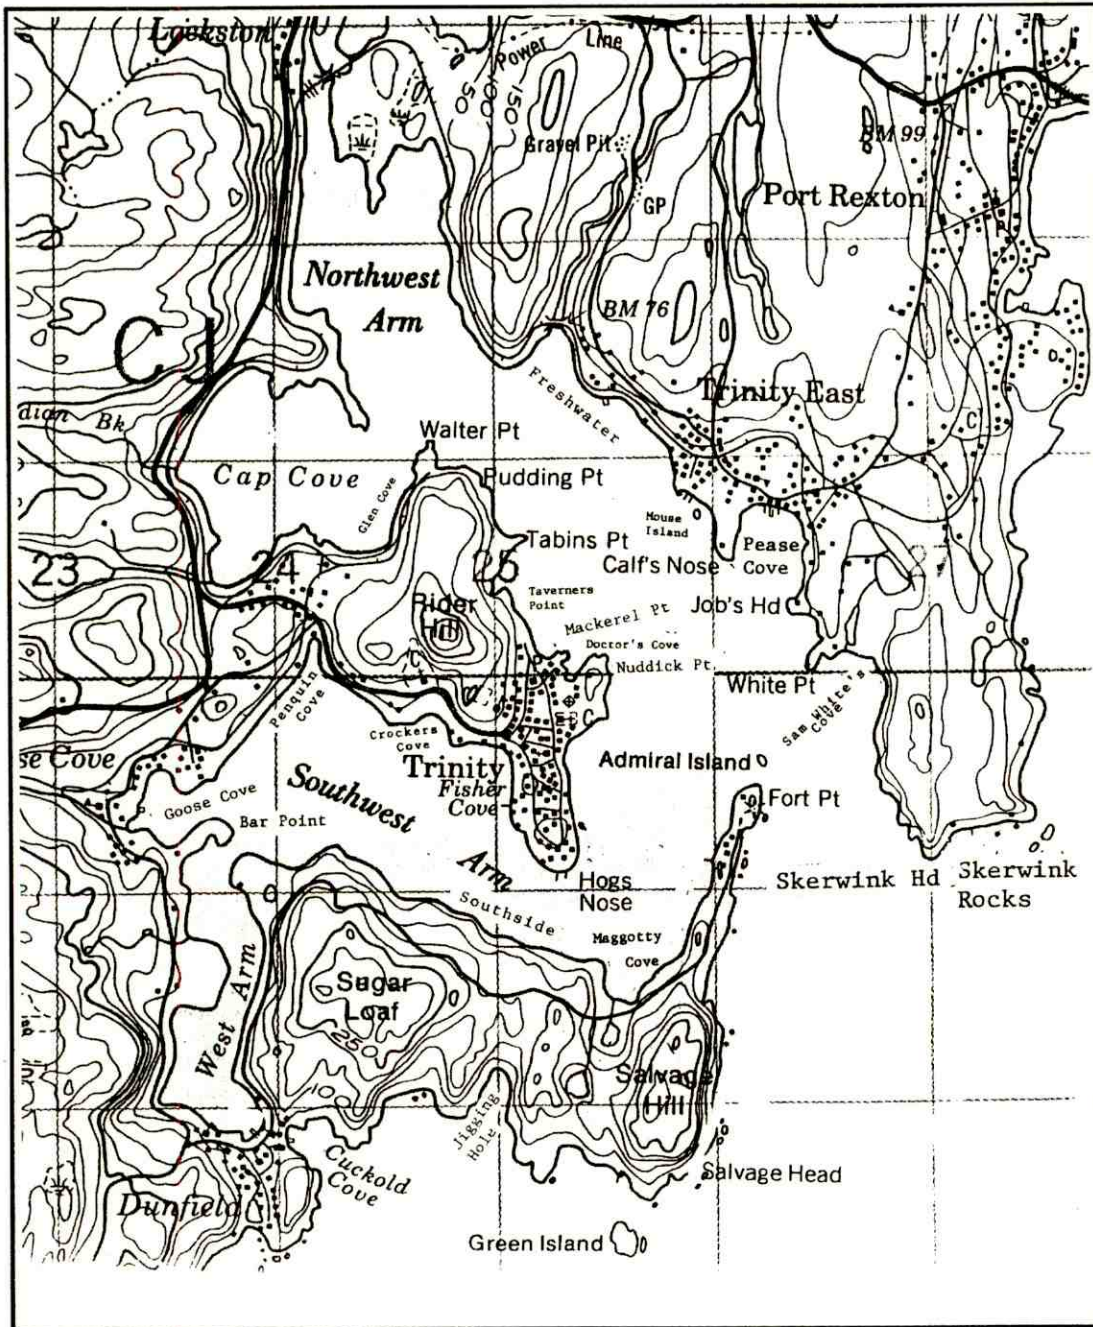 Lockston
Power
Line
50
100
150
Gravel Pit
GP
BM 99
Port Rexton
Northwest
Arm
BM 76
Freshwater
Trinity East
C
Bk
Walter Pt
Cap Cove
Glen Cove
Pudding Pt
Tabins Pt
Mouse
Island
Pease
Cove
Calf's Nose
23
24
25
Taverners
Point
Job's Hd
Rider
Hill
Mackerel Pt
Doctor's Cove
Nuddick Pt.
White Pt
Sam White's
Cove
Penquin
Cove
Crockers
Cove
Trinity
Fisher
Cove
Admiral Island
Fort Pt
se Cove
Goose Cove
Bar Point
Southwest
Arm
Hogs
Nose
Skerwink Hd
Skerwink
Rocks
Southside
Maggotty
Cove
West Arm
Sugar
Loaf
250
100
Salvage
Hill
Jigging
Hole
Cuckold
Cove
Salvage Head
Dunfield
Green Island